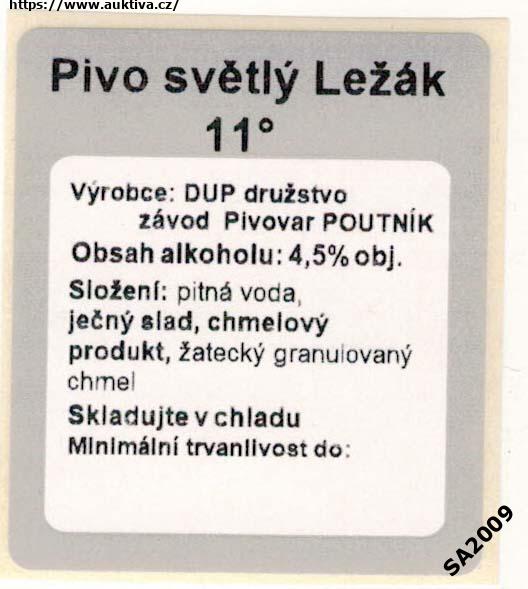 https://www.auktiva.cz/
Pivo světlý Ležák
11°
Výrobce: DUP družstvo
závod Pivovar POUTNÍK
Obsah alkoholu: 4,5% obj.
Složení: pitná voda,
ječný slad, chmelový
produkt, žatecký granulovaný
chmel
Skladujte v chladu
Minimální trvanlivost do:
SA2009